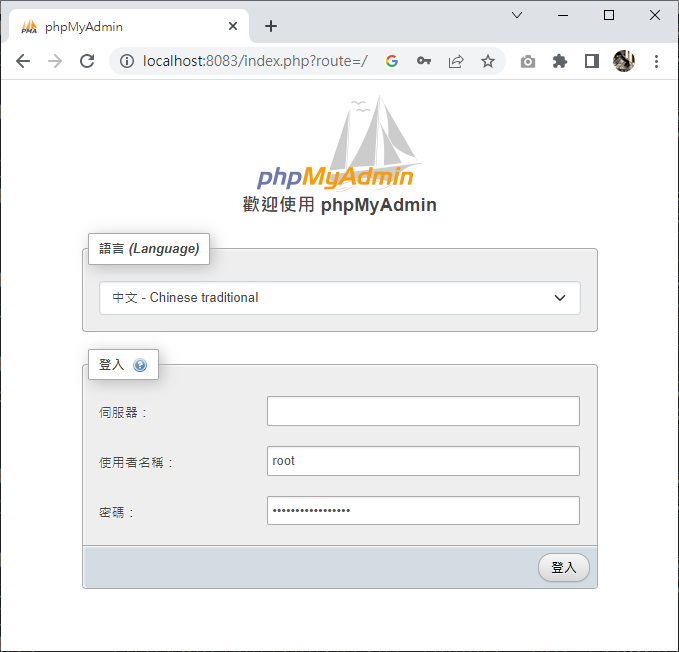 phpMyAdmin
localhost:8083/index.php?route=/
phpMyAdmin
歡迎使用 phpMyAdmin
語言 (Language)
中文 - Chinese traditional
登入
伺服器：
使用者名稱： root
密碼： •••••••••••••••••
登入